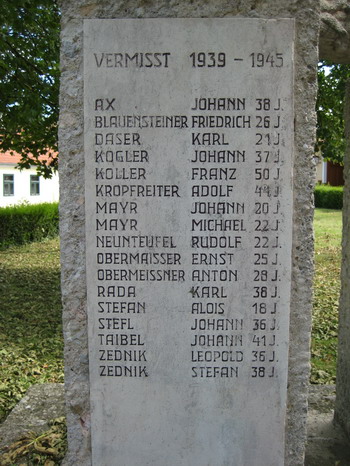 VERMISST 1939 - 1945
AX JOHANN 38 J.
BLAUENSTEINER FRIEDRICH 26 J.
DASER KARL 21 J.
KOGLER JOHANN 37 J.
KOLLER FRANZ 50 J.
KROPFREITER ADOLF 44 J.
MAYR JOHANN 20 J.
MAYR MICHAEL 22 J.
NEUNTEUFEL RUDOLF 22 J.
OBERMAISSER ERNST 25 J.
OBERMEISSNER ANTON 28 J.
RADA KARL 38 J.
STEFAN ALOIS 18 J.
STEFL JOHANN 36 J.
TAIBEL JOHANN 41 J.
ZEDNIK LEOPOLD 36 J.
ZEDNIK STEFAN 38 J.